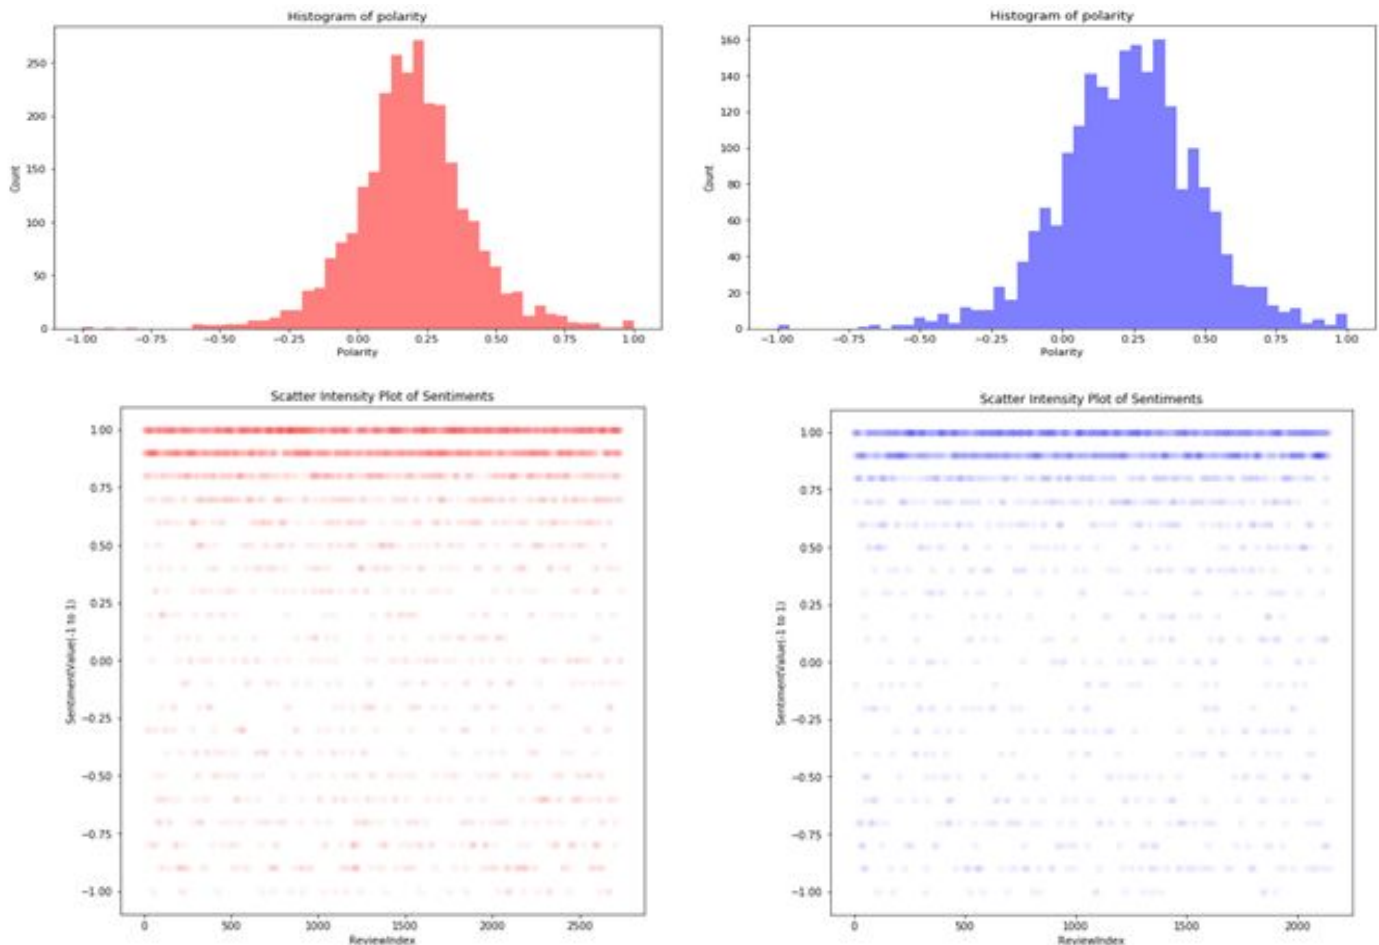 Histogram of polarity
250
200
150
100
50
0
Count
−1.00 −0.75 −0.50 −0.25 0.00 0.25 0.50 0.75 1.00
Polarity
Histogram of polarity
160
140
120
100
80
60
40
20
0
Count
−1.00 −0.75 −0.50 −0.25 0.00 0.25 0.50 0.75 1.00
Polarity
Scatter Intensity Plot of Sentiments
1.00
0.75
0.50
0.25
0.00
−0.25
−0.50
−0.75
−1.00
SentimentValue(-1 to 1)
0 500 1000 1500 2000 2500
ReviewIndex
Scatter Intensity Plot of Sentiments
1.00
0.75
0.50
0.25
0.00
−0.25
−0.50
−0.75
−1.00
SentimentValue(-1 to 1)
0 500 1000 1500 2000
ReviewIndex